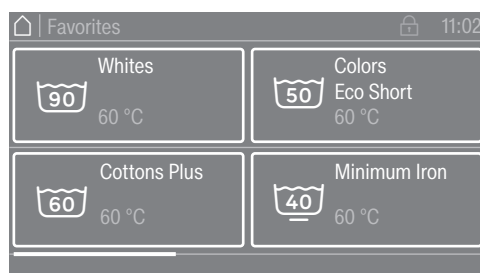 Favorites 11:02
Whites
90
60 °C
Colors
50 Eco Short
60 °C
Cottons Plus
60
60 °C
Minimum Iron
40
60 °C